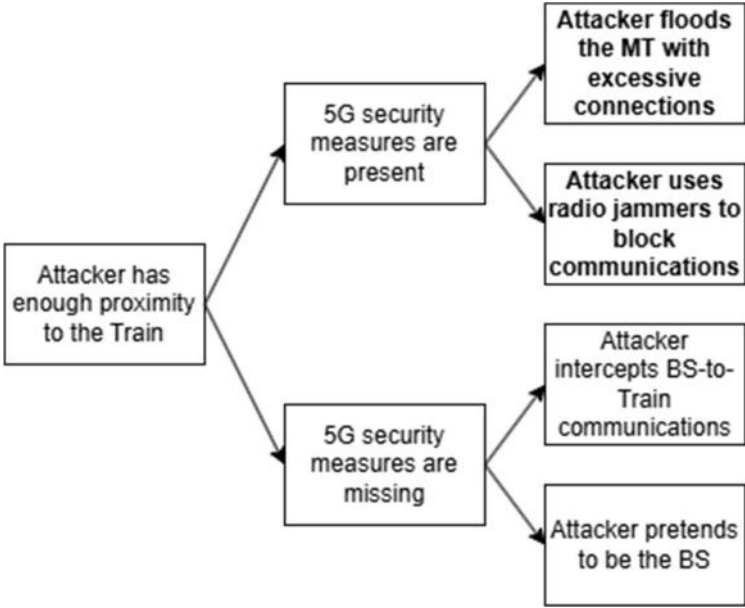 Attacker floods
the MT with
excessive
connections
5G security
measures are
present
Attacker uses
radio jammers to
block
communications
Attacker has
enough proximity
to the Train
Attacker
intercepts BS-to-
Train
communications
5G security
measures are
missing
Attacker pretends
to be the BS